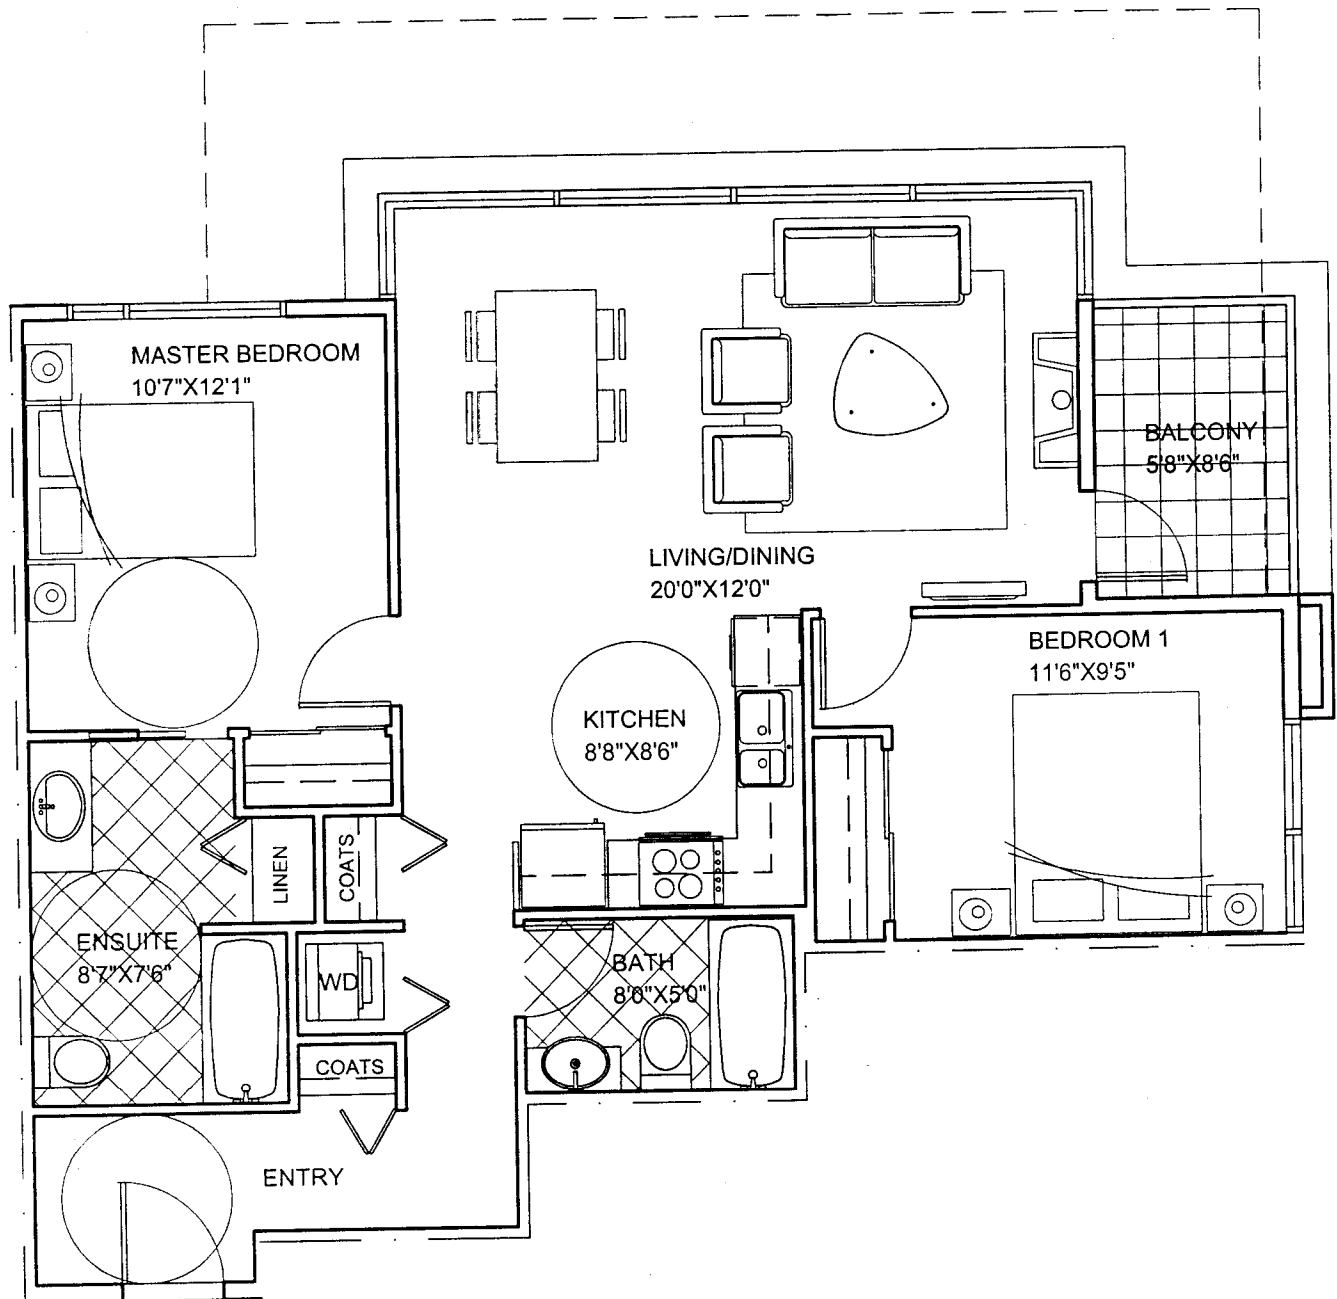 MASTER BEDROOM
10'7"X12'1"
BALCONY
5'8"X8'6"
LIVING/DINING
20'0"X12'0"
BEDROOM 1
11'6"X9'5"
KITCHEN
8'8"X8'6"
LINEN
COATS
ENSUITE
8'7"X7'6"
WD
BATH
8'0"X5'0"
COATS
ENTRY